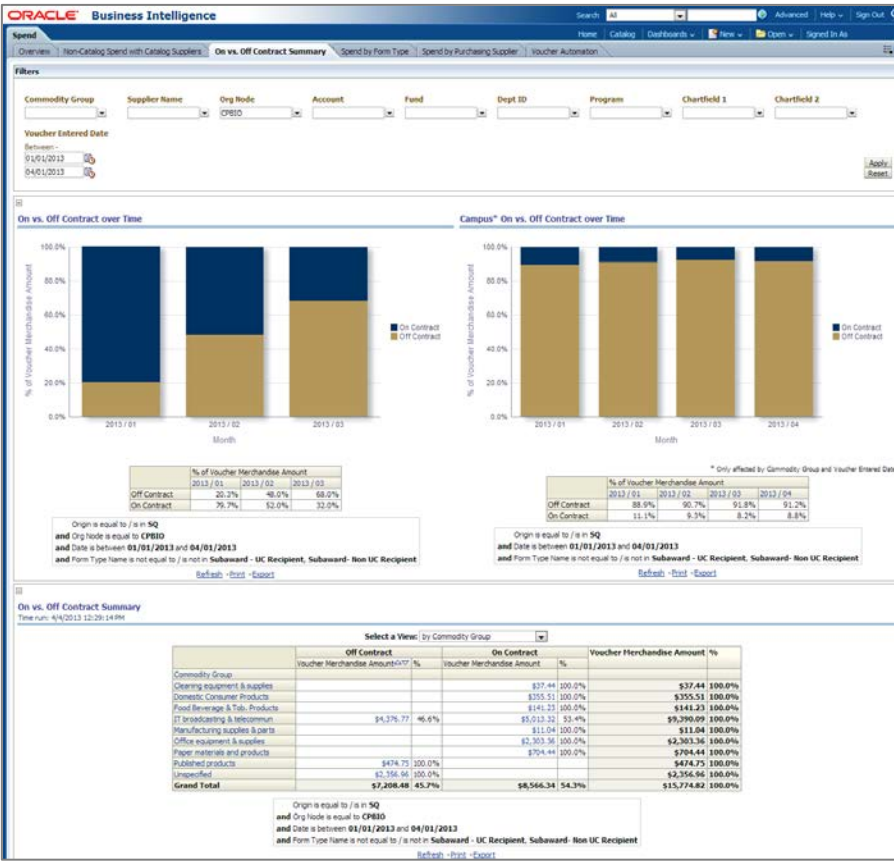 ORACLE Business Intelligence
Search All Advanced Help Sign Out
Spend
Home Catalog Dashboards New Open Signed In As
Overview Non-Catalog Spend with Catalog Suppliers On vs. Off Contract Summary Spend by Form Type Spend by Purchasing Supplier Voucher Automation
Filters
Commodity Group Supplier Name Org Node Account Fund Dept ID Program Chartfield 1 Chartfield 2
CPBIO
Voucher Entered Date
Between -
01/01/2013
04/01/2013
Apply
Reset
On vs. Off Contract over Time
100.0%
80.0%
60.0%
40.0%
20.0%
0.0%
% of Voucher Merchandise Amount
2013 / 01 2013 / 02 2013 / 03
Month
On Contract
Off Contract
% of Voucher Merchandise Amount
2013 / 01 2013 / 02 2013 / 03
Off Contract 20.3% 48.0% 68.0%
On Contract 79.7% 52.0% 32.0%
Origin is equal to / is in SQ
and Org Node is equal to CPBIO
and Date is between 01/01/2013 and 04/01/2013
and Form Type Name is not equal to / is not in Subaward - UC Recipient, Subaward- Non UC Recipient
Refresh - Print - Export
Campus* On vs. Off Contract over Time
100.0%
80.0%
60.0%
40.0%
20.0%
0.0%
% of Voucher Merchandise Amount
2013 / 01 2013 / 02 2013 / 03 2013 / 04
Month
On Contract
Off Contract
* Only affected by Commodity Group and Voucher Entered Date
% of Voucher Merchandise Amount
2013 / 01 2013 / 02 2013 / 03 2013 / 04
Off Contract 88.9% 90.7% 91.8% 91.2%
On Contract 11.1% 9.3% 8.2% 8.8%
Origin is equal to / is in SQ
and Date is between 01/01/2013 and 04/01/2013
and Form Type Name is not equal to / is not in Subaward - UC Recipient, Subaward- Non UC Recipient
Refresh - Print - Export
On vs. Off Contract Summary
Time run: 4/4/2013 12:29:14 PM
Select a View: by Commodity Group
Off Contract On Contract Voucher Merchandise Amount %
Voucher Merchandise Amount % Voucher Merchandise Amount %
Commodity Group
Cleaning equipment & supplies $37.44 100.0% $37.44 100.0%
Domestic Consumer Products $355.51 100.0% $355.51 100.0%
Food Beverage & Tob. Products $141.23 100.0% $141.23 100.0%
IT broadcasting & telecommun $4,376.77 46.6% $5,013.32 53.4% $9,390.09 100.0%
Manufacturing supplies & parts $11.04 100.0% $11.04 100.0%
Office equipment & supplies $2,303.36 100.0% $2,303.36 100.0%
Paper materials and products $704.44 100.0% $704.44 100.0%
Published products $474.75 100.0% $474.75 100.0%
Unspecified $2,356.96 100.0% $2,356.96 100.0%
Grand Total $7,208.48 45.7% $8,566.34 54.3% $15,774.82 100.0%
Origin is equal to / is in SQ
and Org Node is equal to CPBIO
and Date is between 01/01/2013 and 04/01/2013
and Form Type Name is not equal to / is not in Subaward - UC Recipient, Subaward- Non UC Recipient
Refresh - Print - Export